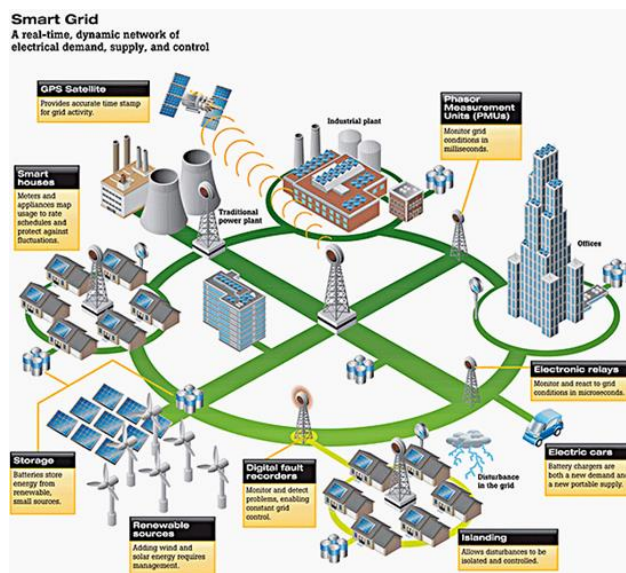 Smart Grid
A real-time, dynamic network of
electrical demand, supply, and control
GPS Satellite
Provides accurate time stamp
for grid activity.
Industrial plant
Phasor
Measurement
Units (PMUs)
Monitor grid
conditions in
milliseconds.
Smart
houses
Meters and
appliances map
usage to rate
schedules and
protect against
fluctuations.
Traditional
power plant
Offices
Electronic relays
Monitor and react to grid
conditions in microseconds.
Storage
Batteries store
energy from
renewable,
small sources.
Digital fault
recorders
Monitor and detect
problems, enabling
constant grid
control.
Disturbance
in the grid
Electric cars
Battery chargers are
both a new demand and
a new portable supply.
Renewable
sources
Adding wind and
solar energy requires
management.
Islanding
Allows disturbances to be
isolated and controlled.